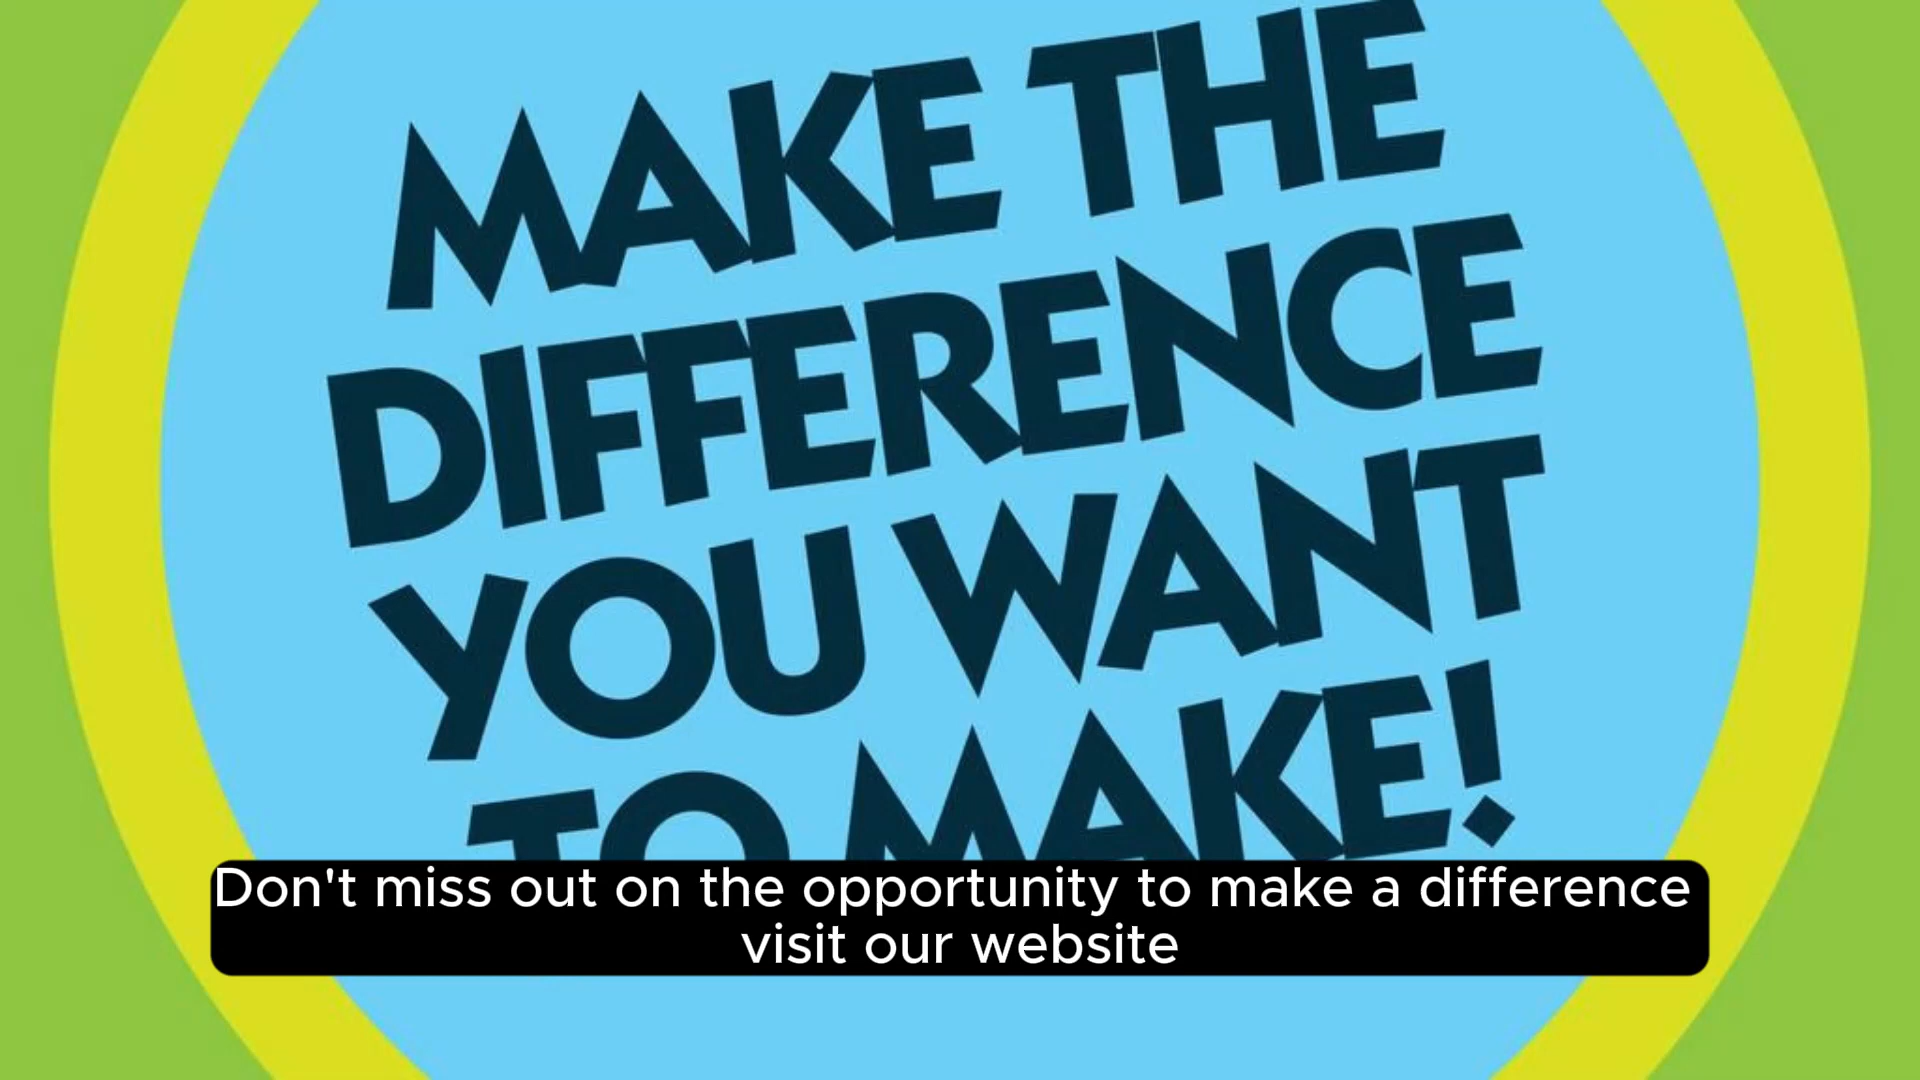 MAKE THE
DIFFERENCE
YOU WANT
TO MAKE!
Don't miss out on the opportunity to make a difference
visit our website